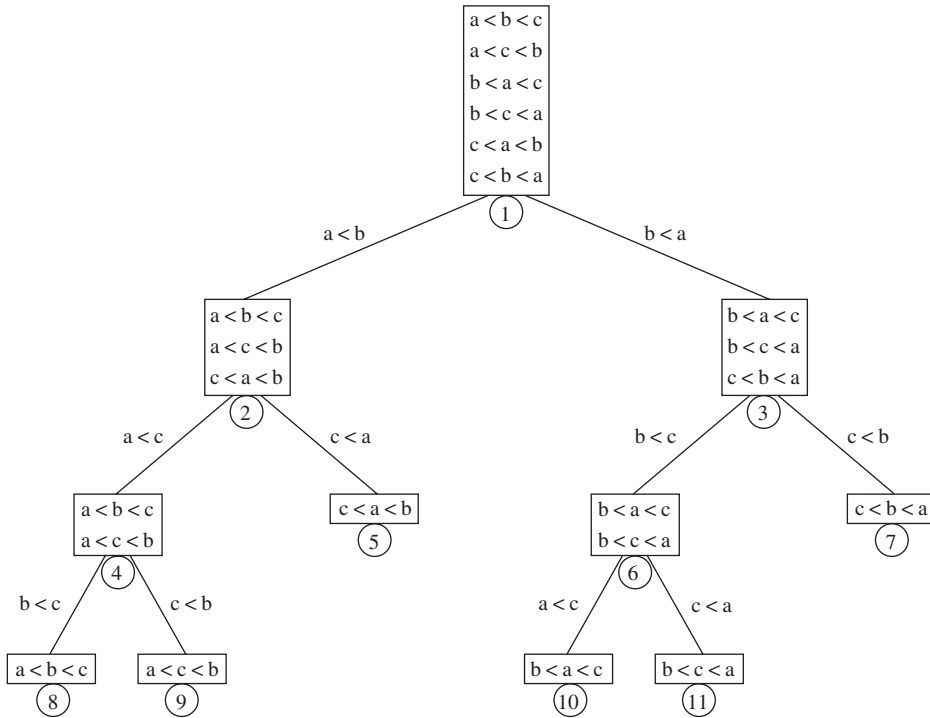 a < b < c
a < c < b
b < a < c
b < c < a
c < a < b
c < b < a
1
a < b
b < a
a < b < c
a < c < b
c < a < b
2
b < a < c
b < c < a
c < b < a
3
a < c
c < a
b < c
c < b
a < b < c
a < c < b
4
c < a < b
5
b < a < c
b < c < a
6
c < b < a
7
b < c
c < b
a < c
c < a
a < b < c
8
a < c < b
9
b < a < c
10
b < c < a
11